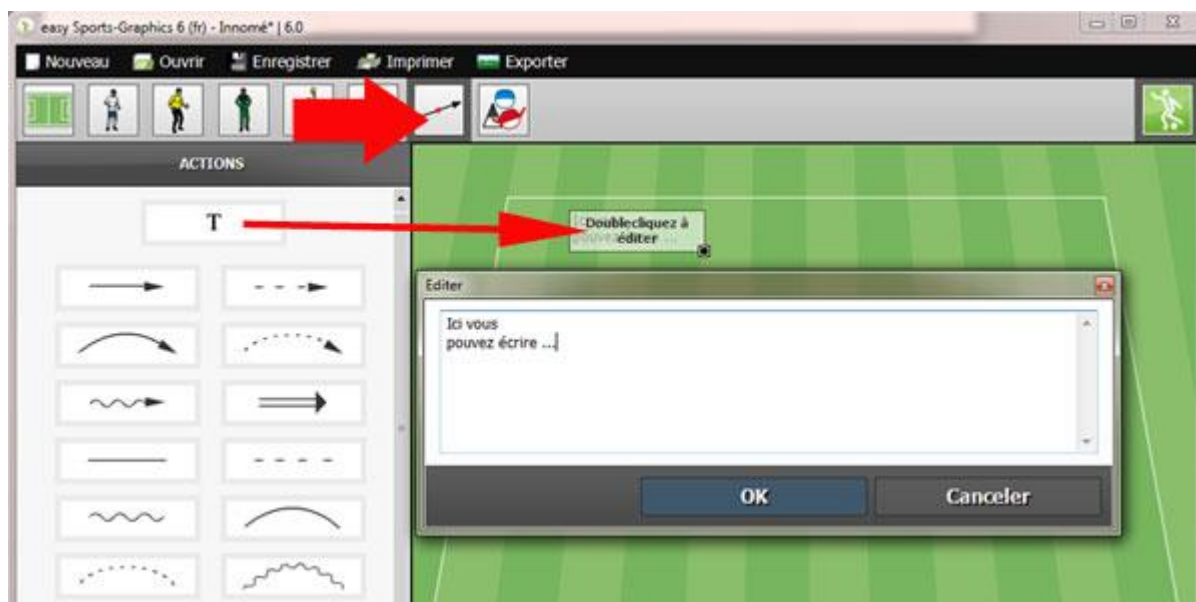 easy Sports-Graphics 6 (fr) - Innomé* | 6.0
Nouveau Ouvrir Enregistrer Imprimer Exporter
ACTIONS
T
Doublecliquez à
éditer
Editer
Ici vous
pouvez écrire ...
OK Canceler